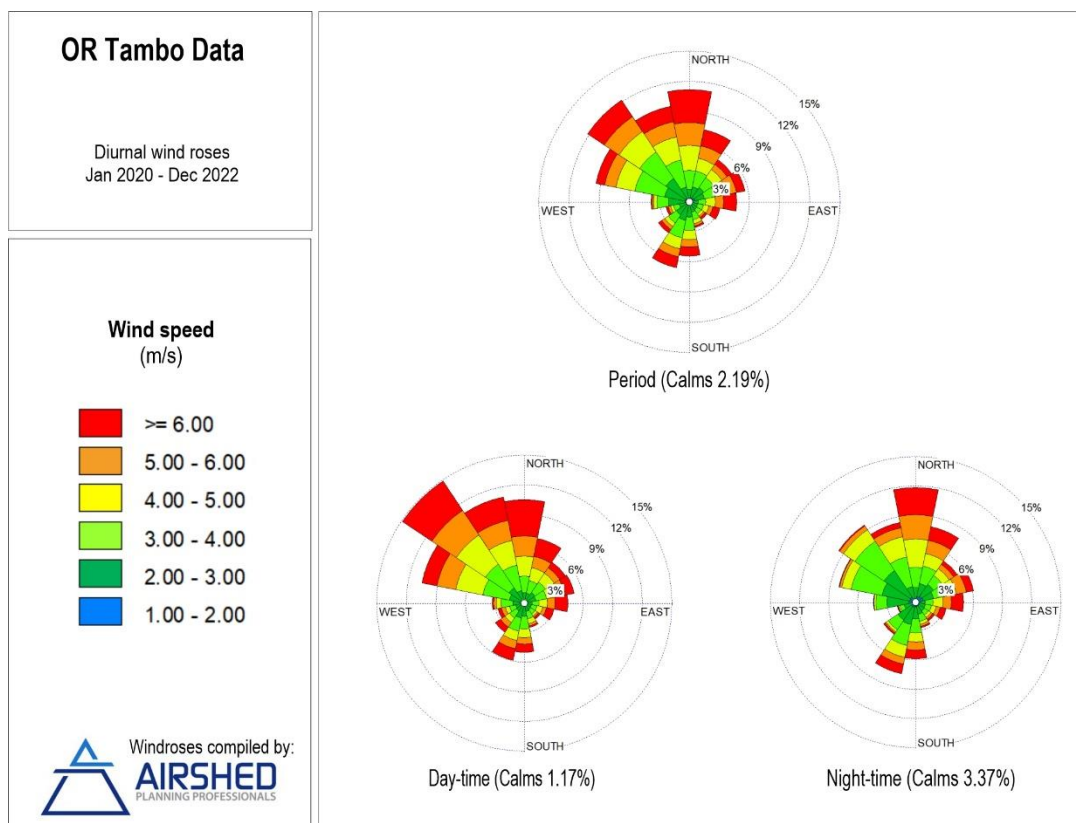 OR Tambo Data
Diurnal wind roses
Jan 2020 - Dec 2022
Wind speed
(m/s)
>= 6.00
5.00 - 6.00
4.00 - 5.00
3.00 - 4.00
2.00 - 3.00
1.00 - 2.00
Windroses compiled by:
AIRSHED
PLANNING PROFESSIONALS
NORTH
15%
12%
9%
6%
3%
WEST
EAST
SOUTH
Period (Calms 2.19%)
NORTH
15%
12%
9%
6%
3%
WEST
EAST
SOUTH
Day-time (Calms 1.17%)
NORTH
15%
12%
9%
6%
3%
WEST
EAST
SOUTH
Night-time (Calms 3.37%)